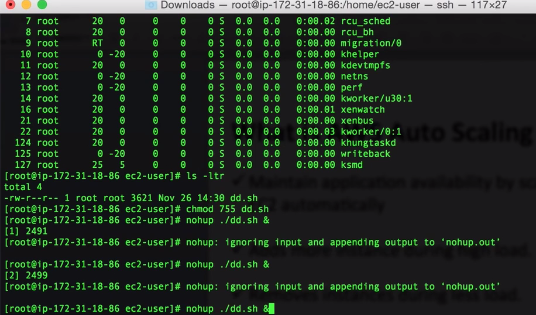 Downloads — root@ip-172-31-18-86:/home/ec2-user — ssh — 117×27
7 root 20 0 0 0 0 S 0.0 0.0 0:00.02 rcu_sched
8 root 20 0 0 0 0 S 0.0 0.0 0:00.00 rcu_bh
9 root RT 0 0 0 0 S 0.0 0.0 0:00.00 migration/0
10 root 0 -20 0 0 0 S 0.0 0.0 0:00.00 khelper
11 root 20 0 0 0 0 S 0.0 0.0 0:00.00 kdevtmpfs
12 root 0 -20 0 0 0 S 0.0 0.0 0:00.00 netns
13 root 0 -20 0 0 0 S 0.0 0.0 0:00.00 perf
14 root 20 0 0 0 0 S 0.0 0.0 0:00.00 kworker/u30:1
16 root 20 0 0 0 0 S 0.0 0.0 0:00.01 xenwatch
21 root 20 0 0 0 0 S 0.0 0.0 0:00.00 xenbus
22 root 20 0 0 0 0 S 0.0 0.0 0:00.03 kworker/0:1
124 root 20 0 0 0 0 S 0.0 0.0 0:00.00 khungtaskd
125 root 0 -20 0 0 0 S 0.0 0.0 0:00.00 writeback
127 root 25 5 0 0 0 S 0.0 0.0 0:00.00 ksmd
[root@ip-172-31-18-86 ec2-user]# ls -ltr
total 4
-rw-r--r-- 1 root root 3621 Nov 26 14:30 dd.sh
[root@ip-172-31-18-86 ec2-user]# chmod 755 dd.sh
[root@ip-172-31-18-86 ec2-user]# nohup ./dd.sh &
[1] 2491
[root@ip-172-31-18-86 ec2-user]# nohup: ignoring input and appending output to 'nohup.out'
[root@ip-172-31-18-86 ec2-user]# nohup ./dd.sh &
[2] 2499
[root@ip-172-31-18-86 ec2-user]# nohup: ignoring input and appending output to 'nohup.out'
[root@ip-172-31-18-86 ec2-user]# nohup ./dd.sh &
Auto Scaling
Maintain application availability by
automatically